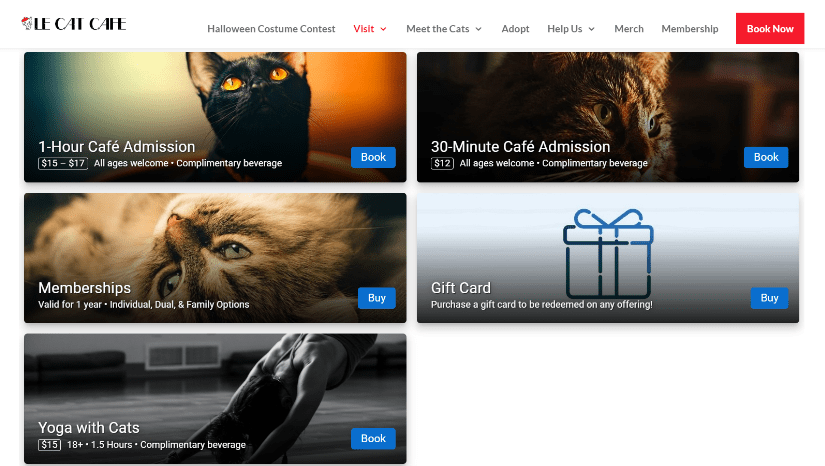 LE CAT CAFE
Halloween Costume Contest
Visit
Meet the Cats
Adopt
Help Us
Merch
Membership
Book Now
1-Hour Café Admission
$15 – $17 All ages welcome • Complimentary beverage
Book
30-Minute Café Admission
$12 All ages welcome • Complimentary beverage
Book
Memberships
Valid for 1 year • Individual, Dual, & Family Options
Buy
Gift Card
Purchase a gift card to be redeemed on any offering!
Buy
Yoga with Cats
$15 18+ • 1.5 Hours • Complimentary beverage
Book